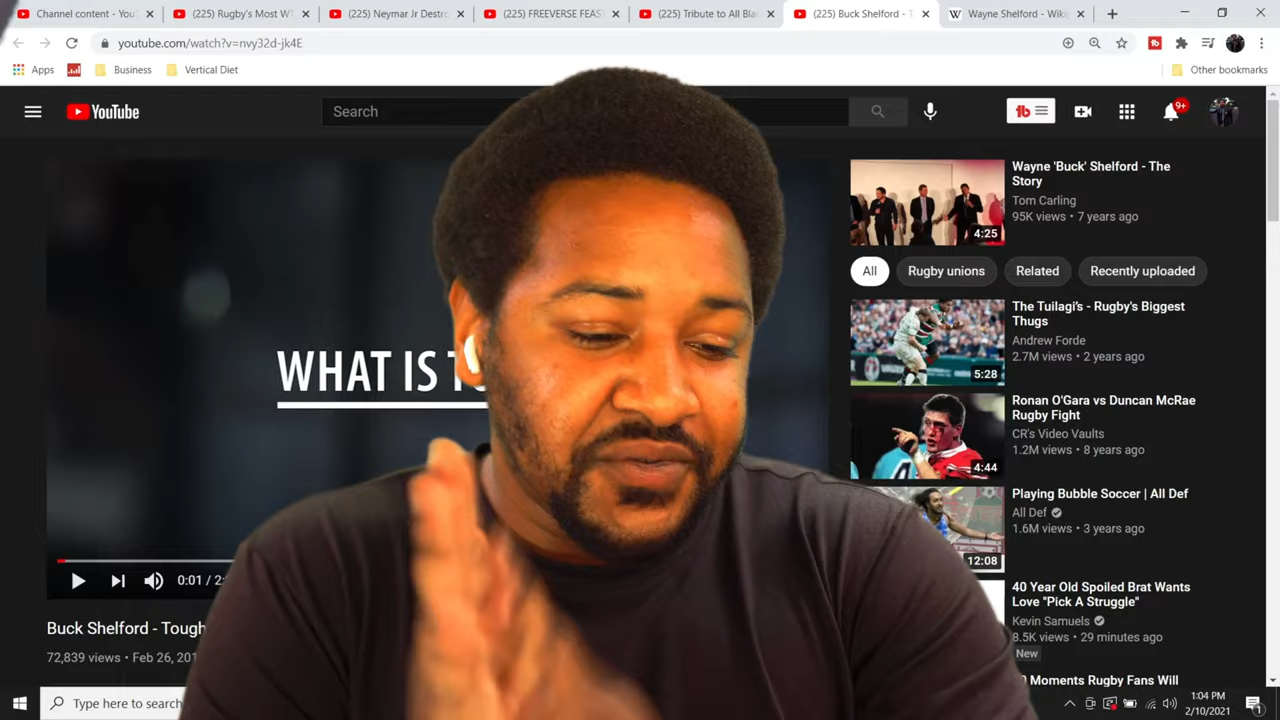 Channel content - You
(225) Rugby's Most W
(225) Neymar Jr Destr
(225) FREEVERSE FEAS
(225) Tribute to All Bla
(225) Buck Shelford - T
Wayne Shelford - Wiki
youtube.com/watch?v=nvy32d-jk4E
Apps
Business
Vertical Diet
Other bookmarks
YouTube
Search
9+
WHAT IS
0:01 / 2:
Buck Shelford - Tough
72,839 views • Feb 26, 201
Wayne 'Buck' Shelford - The
Story
Tom Carling
95K views • 7 years ago
4:25
All
Rugby unions
Related
Recently uploaded
The Tuilagi's - Rugby's Biggest
Thugs
Andrew Forde
2.7M views • 2 years ago
5:28
Ronan O'Gara vs Duncan McRae
Rugby Fight
CR's Video Vaults
1.2M views • 8 years ago
4:44
Playing Bubble Soccer | All Def
All Def
1.6M views • 3 years ago
12:08
40 Year Old Spoiled Brat Wants
Love "Pick A Struggle"
Kevin Samuels
8.5K views • 29 minutes ago
New
Moments Rugby Fans Will
Type here to search
1:04 PM
2/10/2021
1